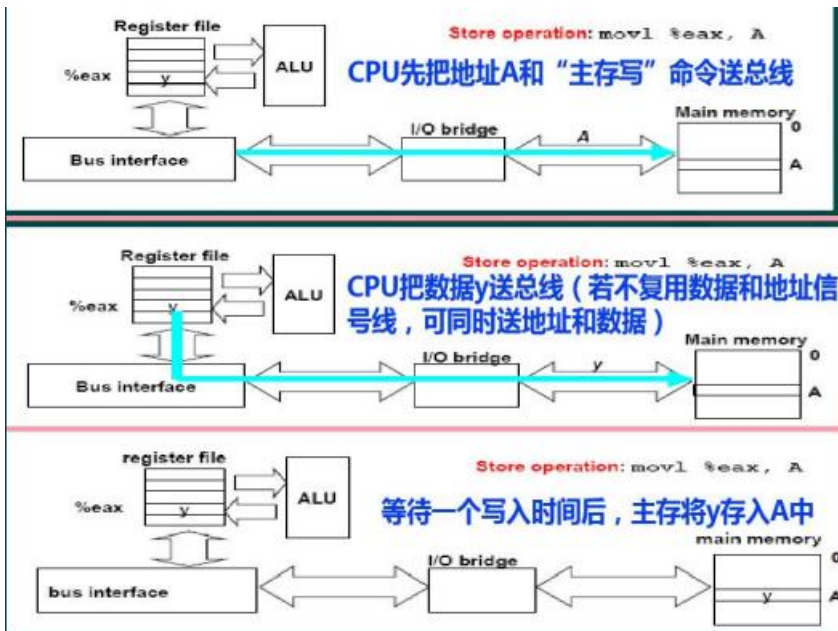 Register file
Store operation: movl %eax, A
%eax
y
ALU
CPU先把地址A和“主存写”命令送总线
I/O bridge
A
Main memory
0
A
Bus interface
Register file
Store operation: movl %eax, A
%eax
y
ALU
CPU把数据y送总线（若不复用数据和地址信
号线，可同时送地址和数据）
I/O bridge
y
Main memory
0
A
Bus interface
register file
Store operation: movl %eax, A
%eax
y
ALU
等待一个写入时间后，主存将y存入A中
I/O bridge
main memory
0
y
A
bus interface